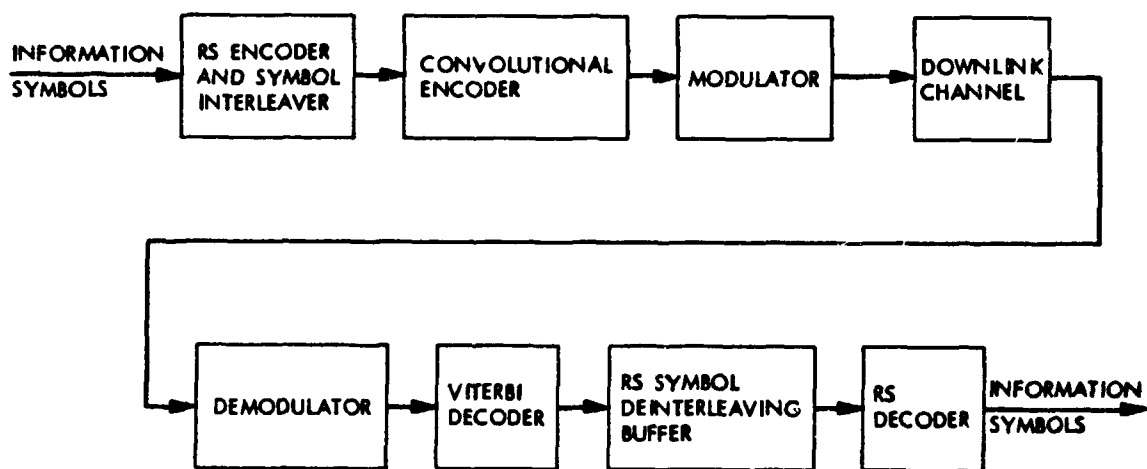 INFORMATION
SYMBOLS
RS ENCODER
AND SYMBOL
INTERLEAVER
CONVOLUTIONAL
ENCODER
MODULATOR
DOWNLINK
CHANNEL
DEMODULATOR
VITERBI
DECODER
RS SYMBOL
DEINTERLEAVING
BUFFER
RS
DECODER
INFORMATION
SYMBOLS